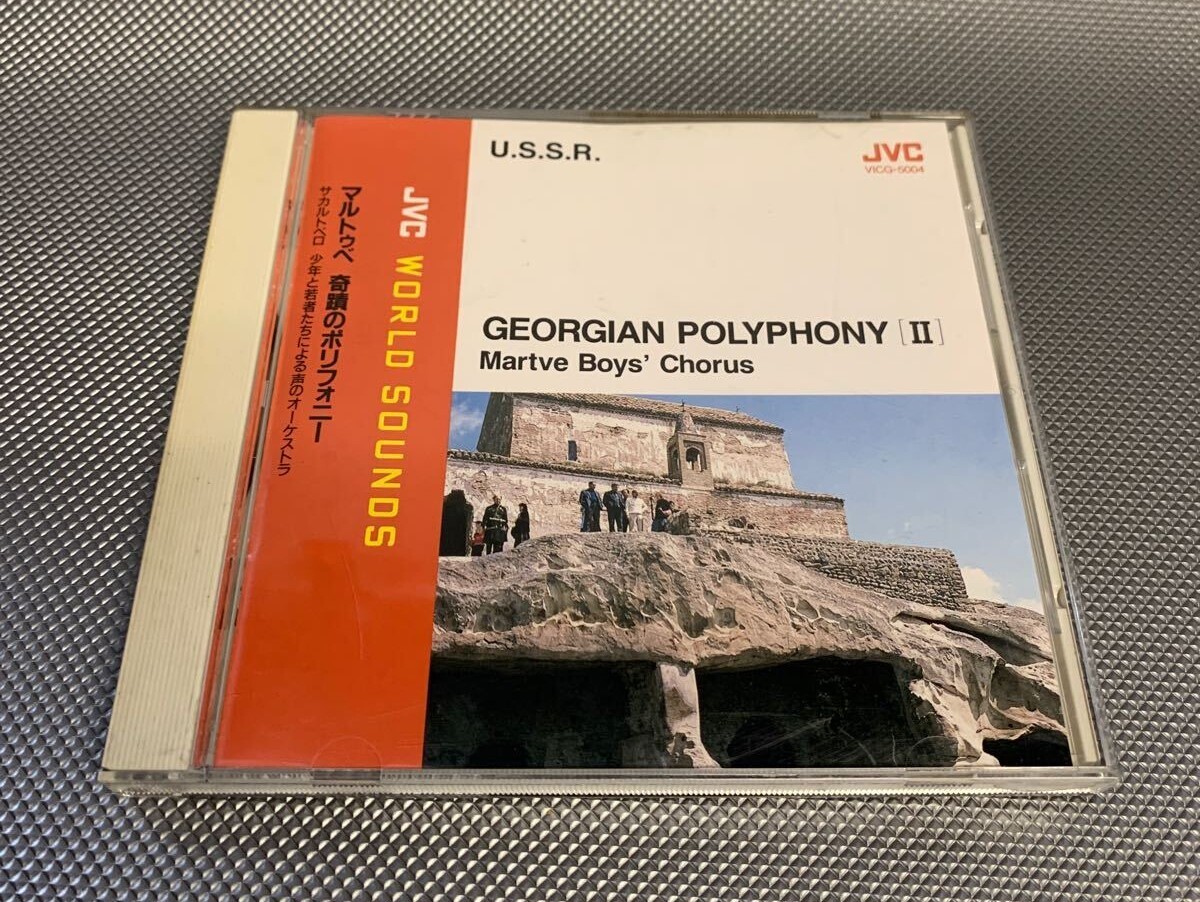 U.S.S.R.
JVC
VICG-5004
マルトゥベ 奇蹟のポリフォニー
サカルトベロ 少年と若者たちによる声のオーケストラ
JVC WORLD SOUNDS
GEORGIAN POLYPHONY [II]
Martve Boys' Chorus